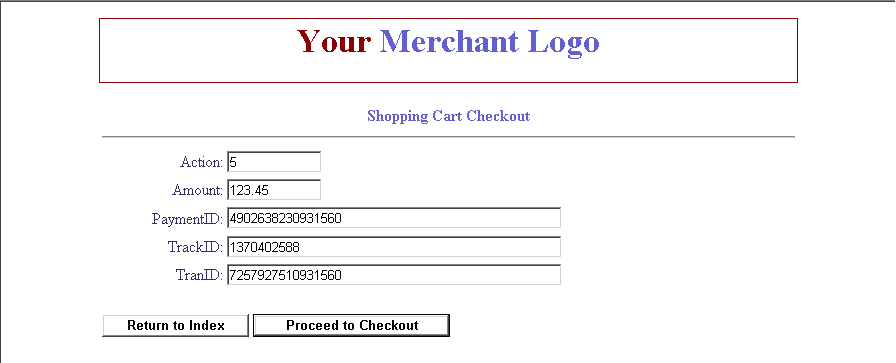 Your Merchant Logo
Shopping Cart Checkout
Action: 5
Amount: 123.45
PaymentID: 4902638230931560
TrackID: 1370402588
TranID: 7257927510931560
Return to Index Proceed to Checkout